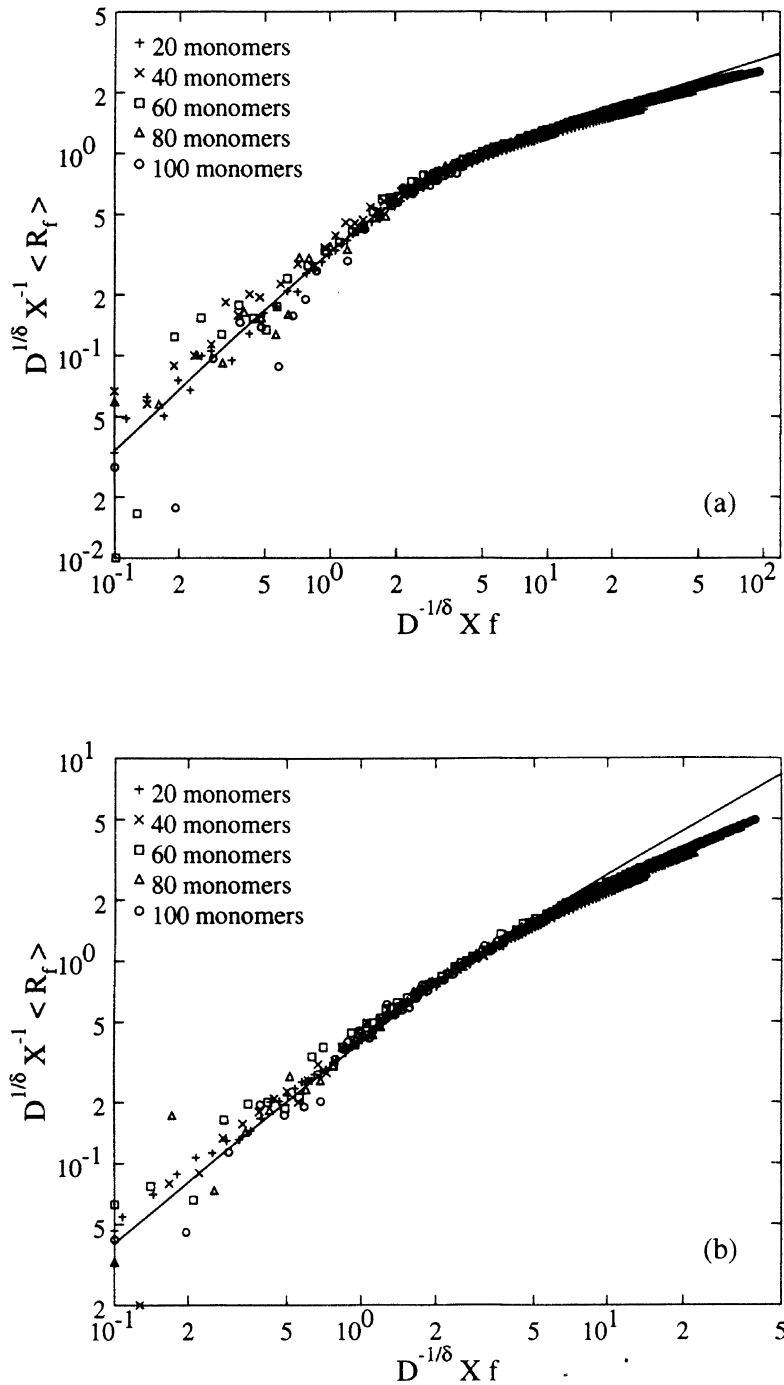 5
2
10^0
5
2
10^-1
5
2
10^-2
D^{1/δ} X^{-1} < R_f >
+ 20 monomers
× 40 monomers
□ 60 monomers
△ 80 monomers
○ 100 monomers
(a)
10^-1 2 5 10^0 2 5 10^1 2 5 10^2
D^{-1/δ} X f
10^1
5
2
10^0
5
2
10^-1
5
2
D^{1/δ} X^{-1} < R_f >
+ 20 monomers
× 40 monomers
□ 60 monomers
△ 80 monomers
○ 100 monomers
(b)
10^-1 2 5 10^0 2 5 10^1 2 5
D^{-1/δ} X f